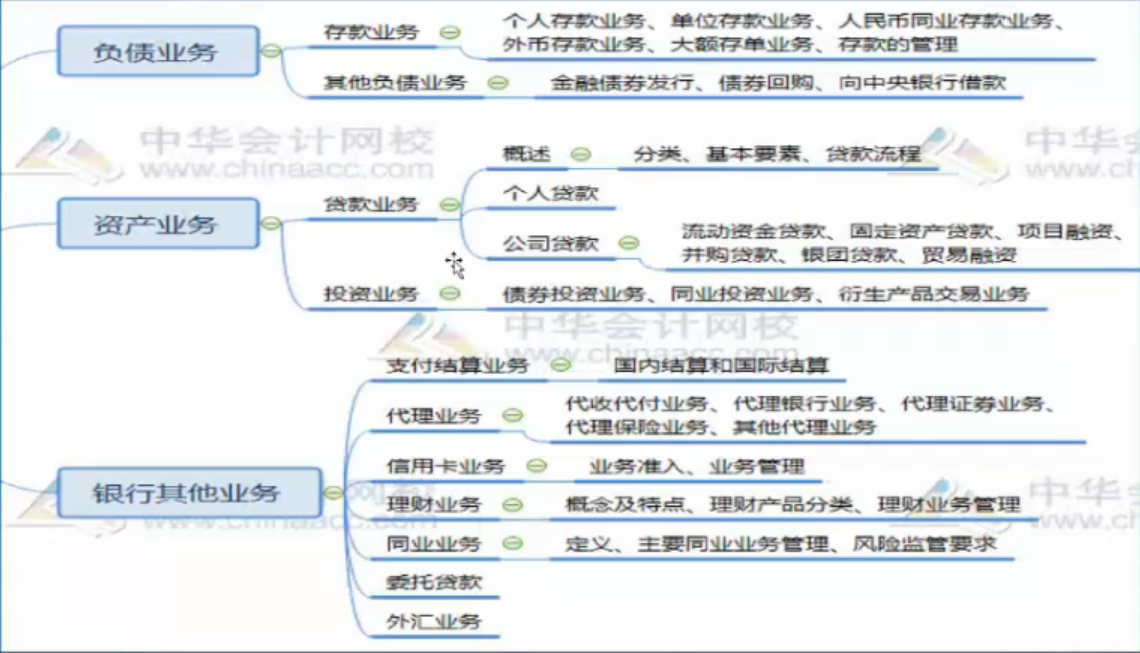 负债业务
存款业务
个人存款业务、单位存款业务、人民币同业存款业务、
外币存款业务、大额存单业务、存款的管理
其他负债业务
金融债券发行、债券回购、向中央银行借款
中华会计网校
www.chinaacc.com
中华
www.c
资产业务
贷款业务
概述
分类、基本要素、贷款流程
个人贷款
公司贷款
流动资金贷款、固定资产贷款、项目融资、
并购贷款、银团贷款、贸易融资
投资业务
债券投资业务、同业投资业务、衍生产品交易业务
中华会计网校
www.chinaacc.com
银行其他业务
支付结算业务
国内结算和国际结算
代理业务
代收代付业务、代理银行业务、代理证券业务、
代理保险业务、其他代理业务
信用卡业务
业务准入、业务管理
理财业务
概念及特点、理财产品分类、理财业务管理
同业业务
定义、主要同业业务管理、风险监管要求
委托贷款
外汇业务
网校
中华
www.c